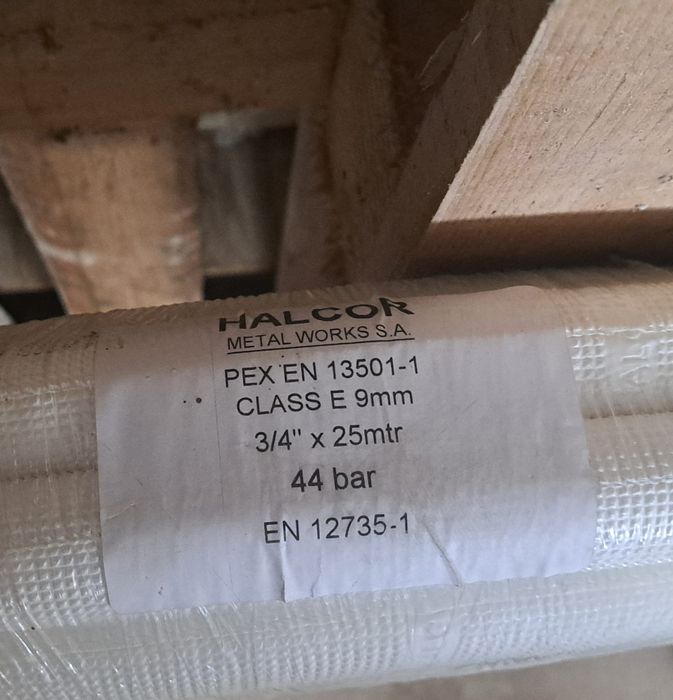 HALCOR
METAL WORKS S.A.
PEX EN 13501-1
CLASS E 9mm
3/4" x 25mtr
44 bar
EN 12735-1